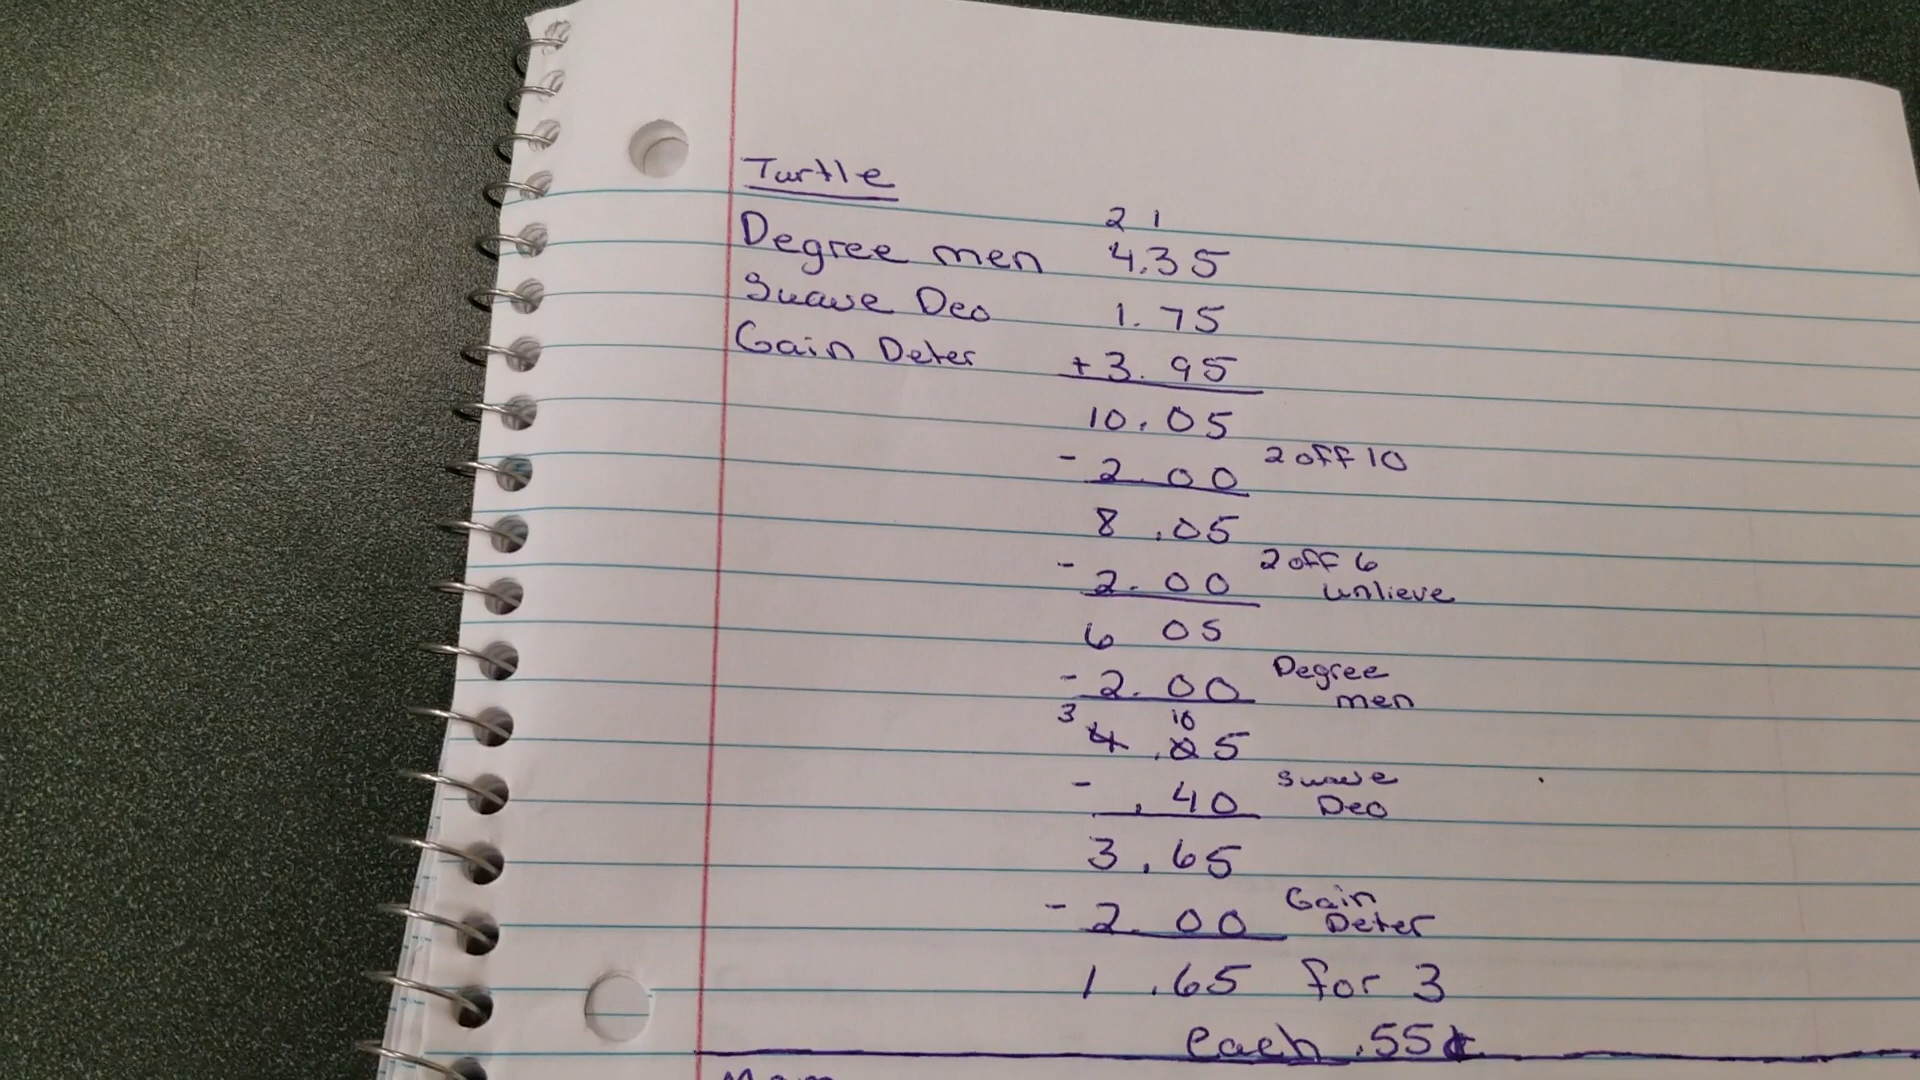 Turtle
2 1
Degree men 4.35
Suave Deo 1.75
Gain Deter +3.95
10.05
- 2.00 2 off 10
8.05
- 2.00 2 off 6
unlieve
6 05
- 2.00 Degree
men
3 10
4.05
- .40 Suave
Deo
3.65
- 2.00 Gain
Deter
1.65 for 3
each .55¢